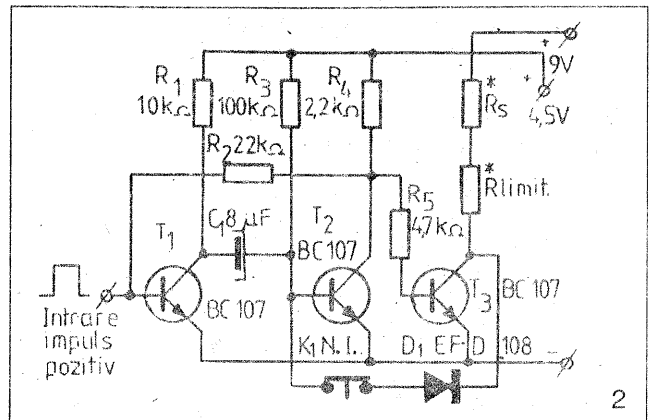 R1
10kΩ
R3
100kΩ
R4
2,2kΩ
R2 22kΩ
+
9V
*
Rs
+
4,5V
*
Rlimit.
R5
4,7kΩ
C1 8 µF
T1
T2
BC107
T3
BC 107
BC 107
Intrare
impuls
pozitiv
K1 N.I.
D1 EFD 108
-
2